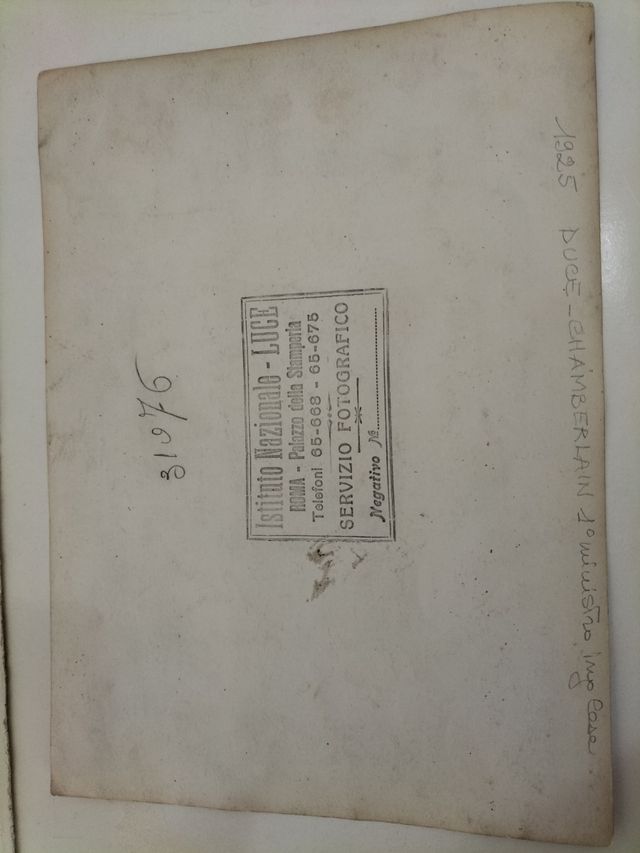 31076
Istituto Nazionale - LUCE
ROMA - Palazzo della Stamperia
Telefoni 65-668 - 65-675
SERVIZIO FOTOGRAFICO
Negativo №
1925 DUCE - CHAMBERLAIN 1° ministro